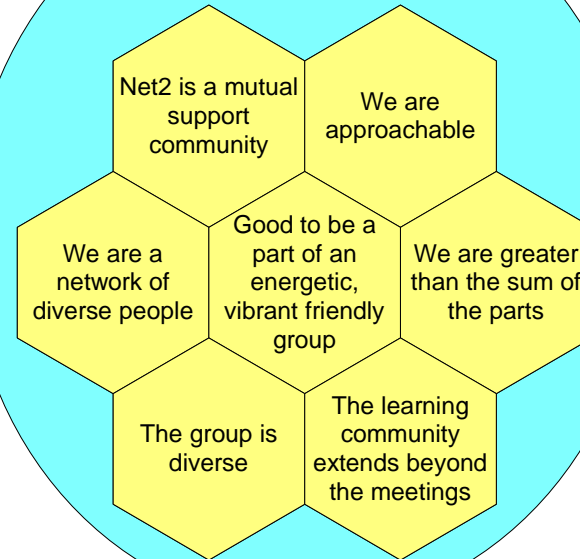 Net2 is a mutual
support
community
We are
approachable
We are a
network of
diverse people
Good to be a
part of an
energetic,
vibrant friendly
group
We are greater
than the sum of
the parts
The group is
diverse
The learning
community
extends beyond
the meetings